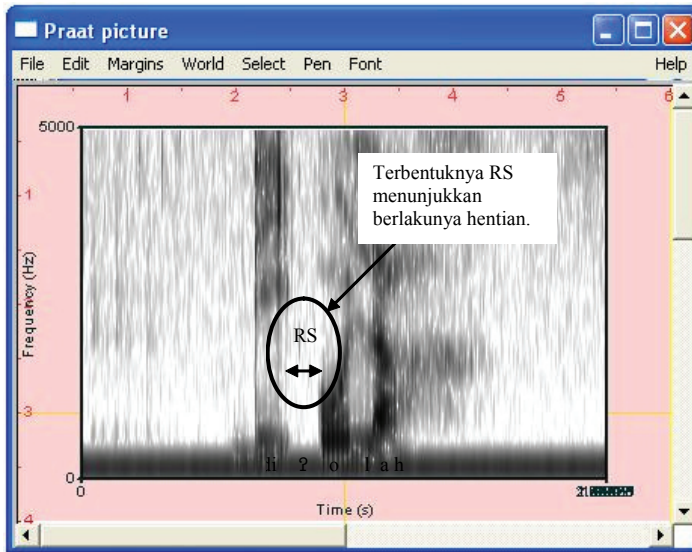 Praat picture
File Edit Margins World Select Pen Font Help
1 2 3 4 5 6
5000
Terbentuknya RS
menunjukkan
berlakunya hentian.
1
Frequency (Hz)
RS
3
di ʔ o l a h
0
0
Time (s)
4